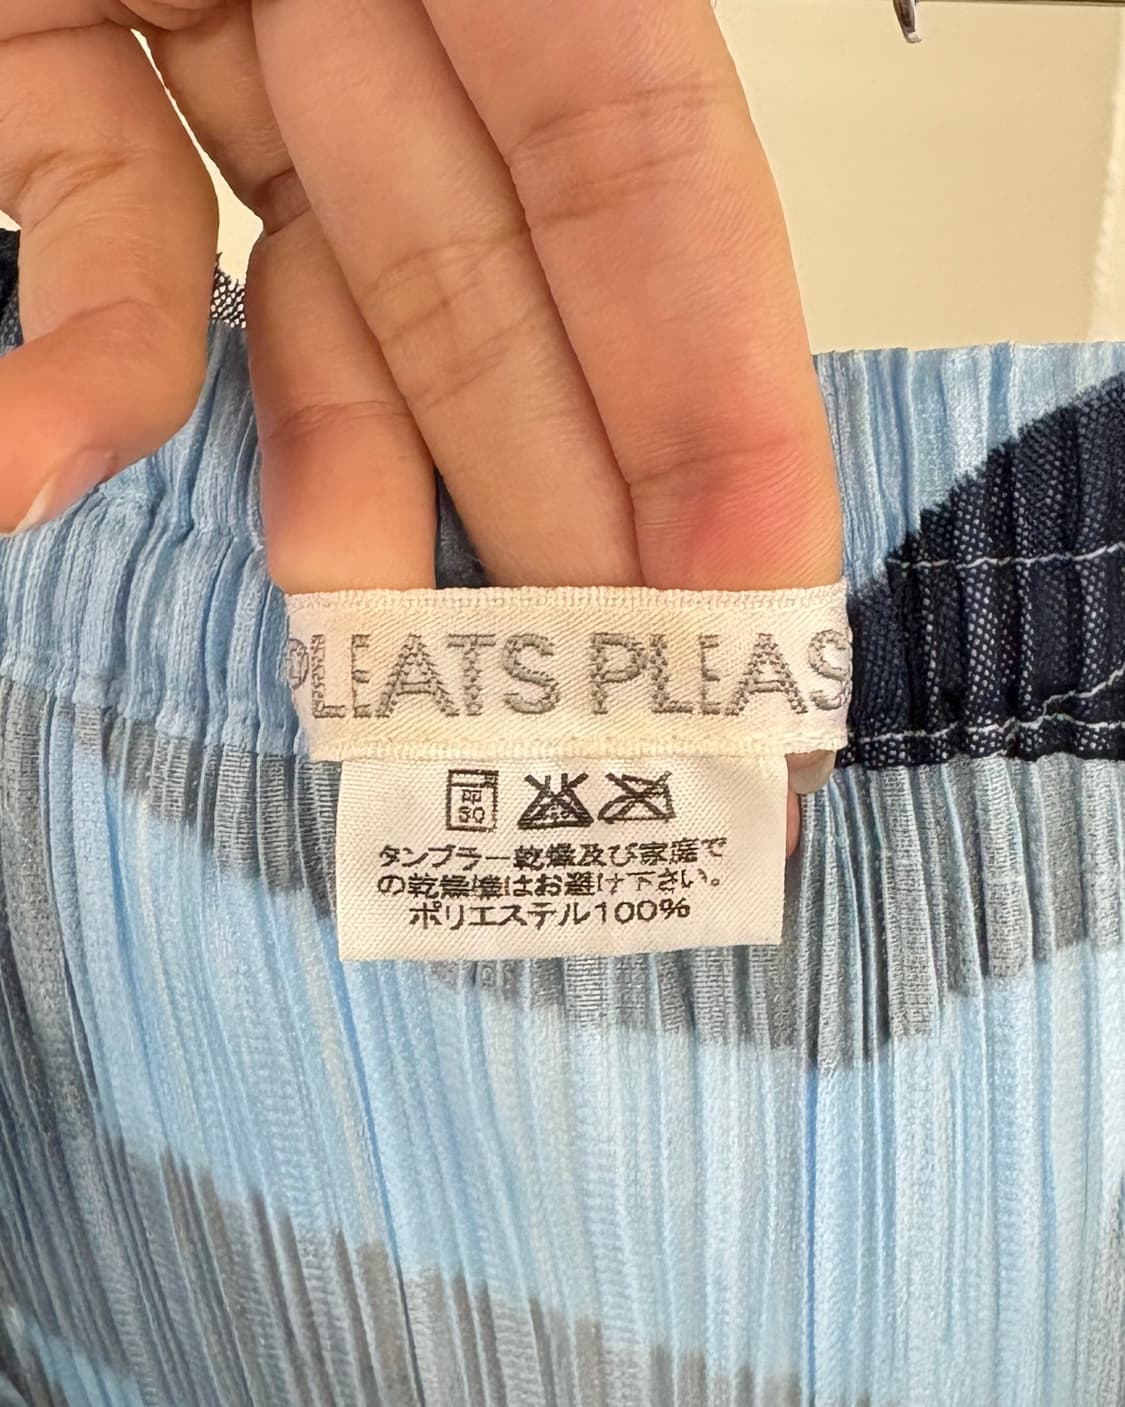 PLEATS PLEAS
30
タンブラー乾燥及び家庭で
の乾燥機はお避け下さい。
ポリエステル100%